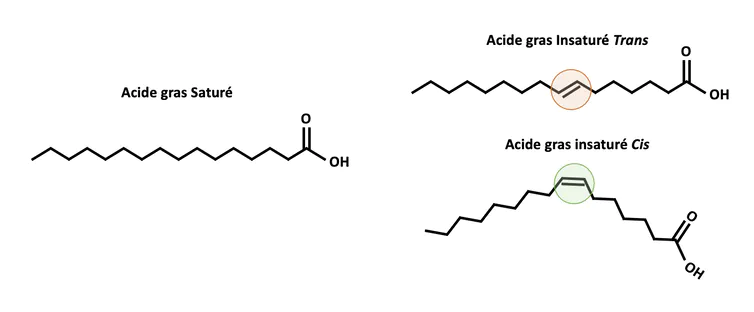 Acide gras Saturé
O
OH
Acide gras Insaturé Trans
O
OH
Acide gras insaturé Cis
O
OH